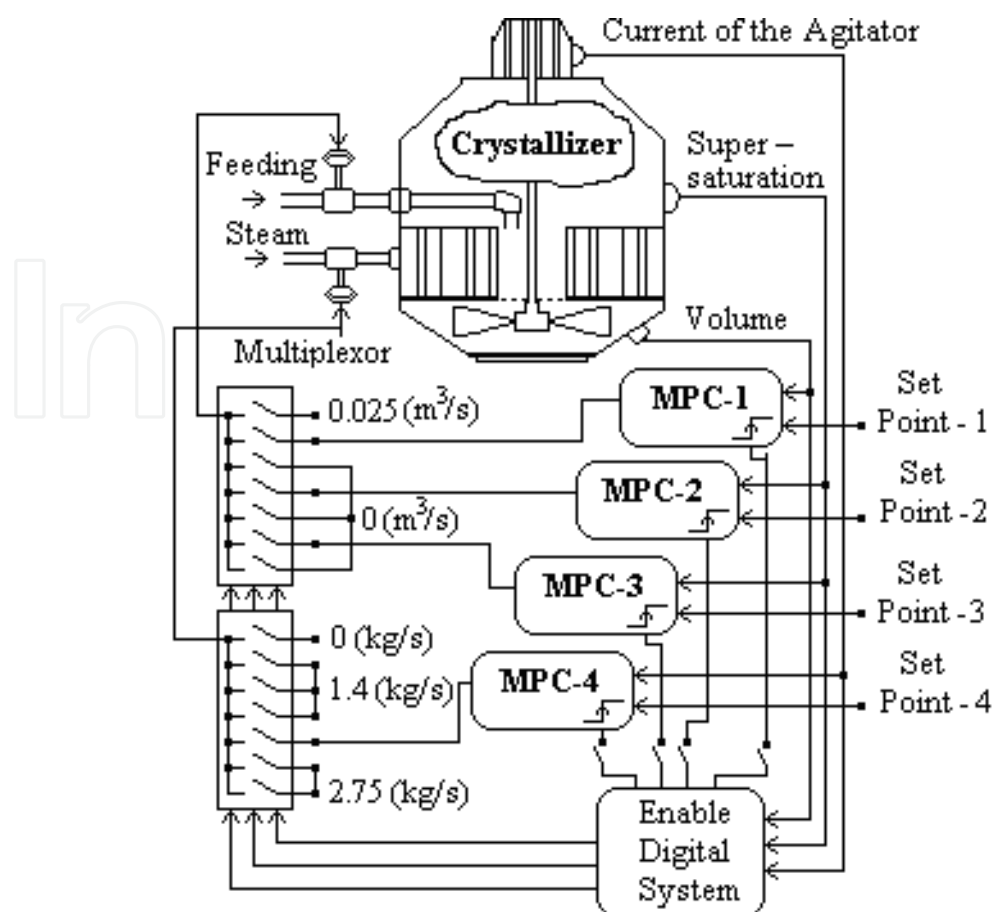 Current of the Agitator
Crystallizer
Super –
saturation
Feeding
Steam
Volume
Multiplexor
In
0.025 (m³/s)
MPC-1
Set
Point - 1
MPC-2
Set
Point -2
0 (m³/s)
MPC-3
Set
Point -3
0 (kg/s)
MPC-4
Set
Point -4
1.4 (kg/s)
2.75 (kg/s)
Enable
Digital
System